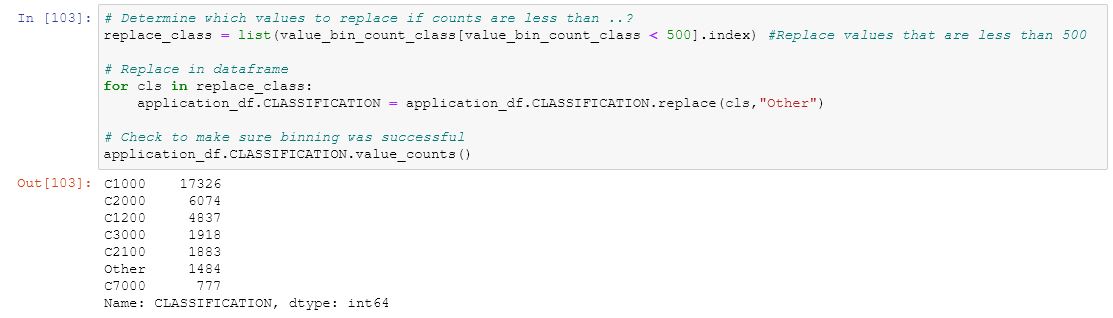 In [103]: # Determine which values to replace if counts are less than ..?
replace_class = list(value_bin_count_class[value_bin_count_class < 500].index) #Replace values that are less than 500
# Replace in dataframe
for cls in replace_class:
    application_df.CLASSIFICATION = application_df.CLASSIFICATION.replace(cls,"Other")
# Check to make sure binning was successful
application_df.CLASSIFICATION.value_counts()
Out[103]: C1000    17326
C2000     6074
C1200     4837
C3000     1918
C2100     1883
Other     1484
C7000      777
Name: CLASSIFICATION, dtype: int64